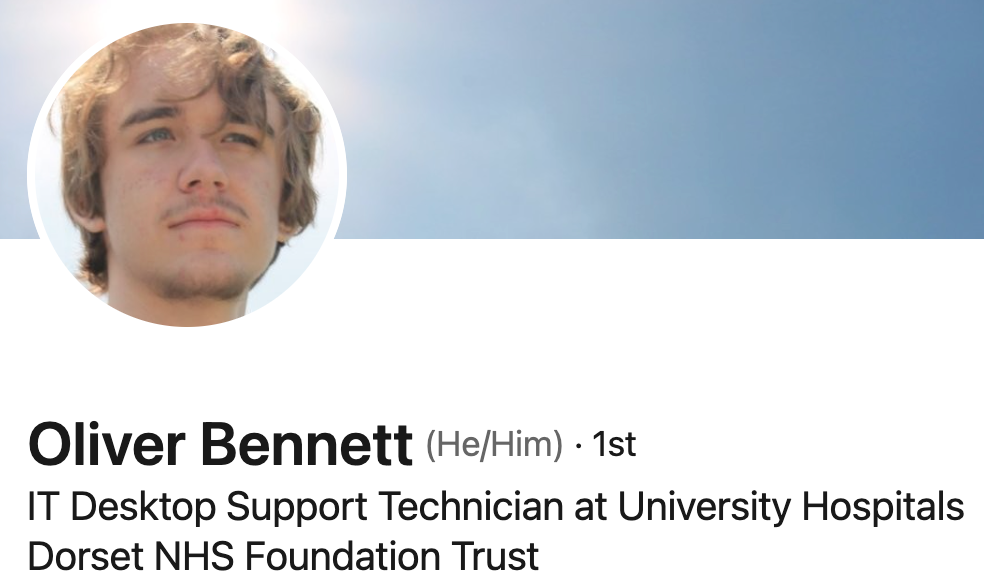 Oliver Bennett (He/Him) · 1st
IT Desktop Support Technician at University Hospitals
Dorset NHS Foundation Trust